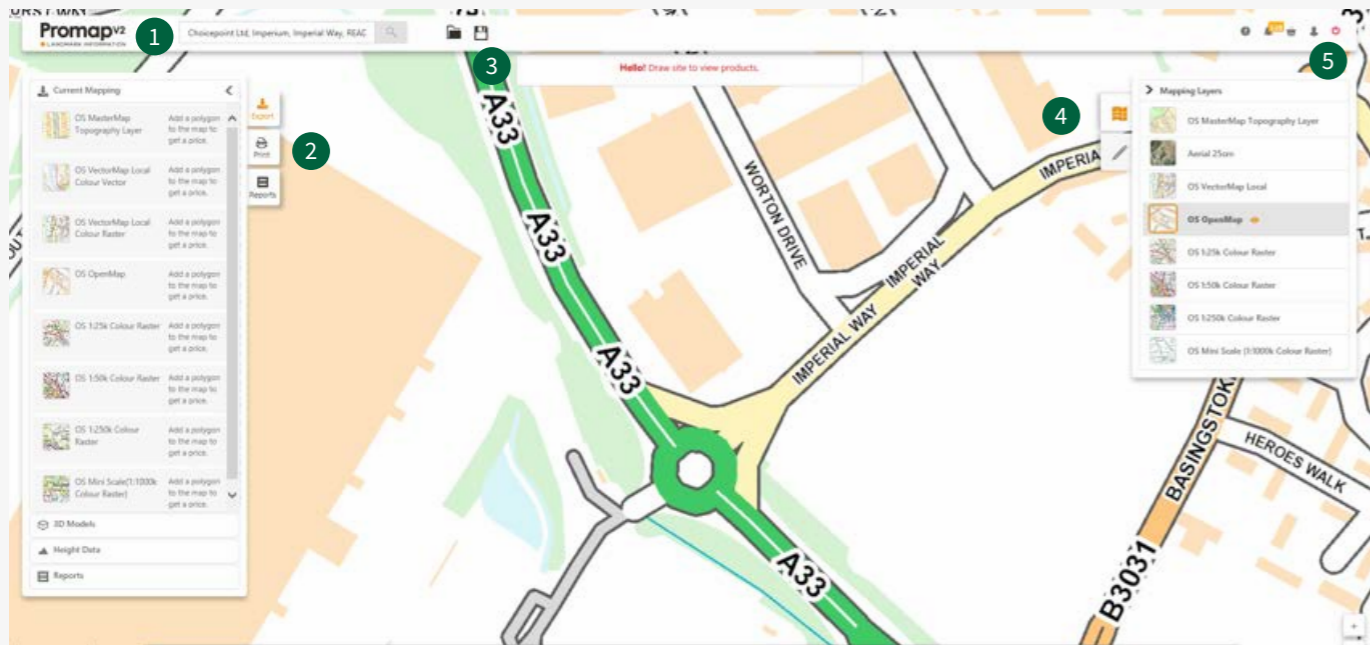 Promapv2
LANDMARK INFORMATION
1
Choicepoint Ltd, Imperium, Imperial Way, READ
3
Hello! Draw site to view products.
5
Current Mapping
OS MasterMap
Topography Layer
Add a polygon
to the map to
get a price.
OS VectorMap Local
Colour Vector
Add a polygon
to the map to
get a price.
OS VectorMap Local
Colour Raster
Add a polygon
to the map to
get a price.
OS OpenMap
Add a polygon
to the map to
get a price.
OS 1:25k Colour Raster
Add a polygon
to the map to
get a price.
OS 1:50k Colour Raster
Add a polygon
to the map to
get a price.
OS 1:250k Colour
Raster
Add a polygon
to the map to
get a price.
OS Mini Scale(1:1000k
Colour Raster)
Add a polygon
to the map to
get a price.
3D Models
Height Data
Reports
Export
Print
Reports
2
A33
A33
A33
A33
A33
WORTON DRIVE
IMPERIAL WAY
IMPERIAL
WAY
IMPERIA
4
Mapping Layers
OS MasterMap Topography Layer
Aerial 25cm
OS VectorMap Local
OS OpenMap
OS 1:25k Colour Raster
OS 1:50k Colour Raster
OS 1:250k Colour Raster
OS Mini Scale (1:1000k Colour Raster)
BASINGSTOK
HEROES WALK
B3031
+